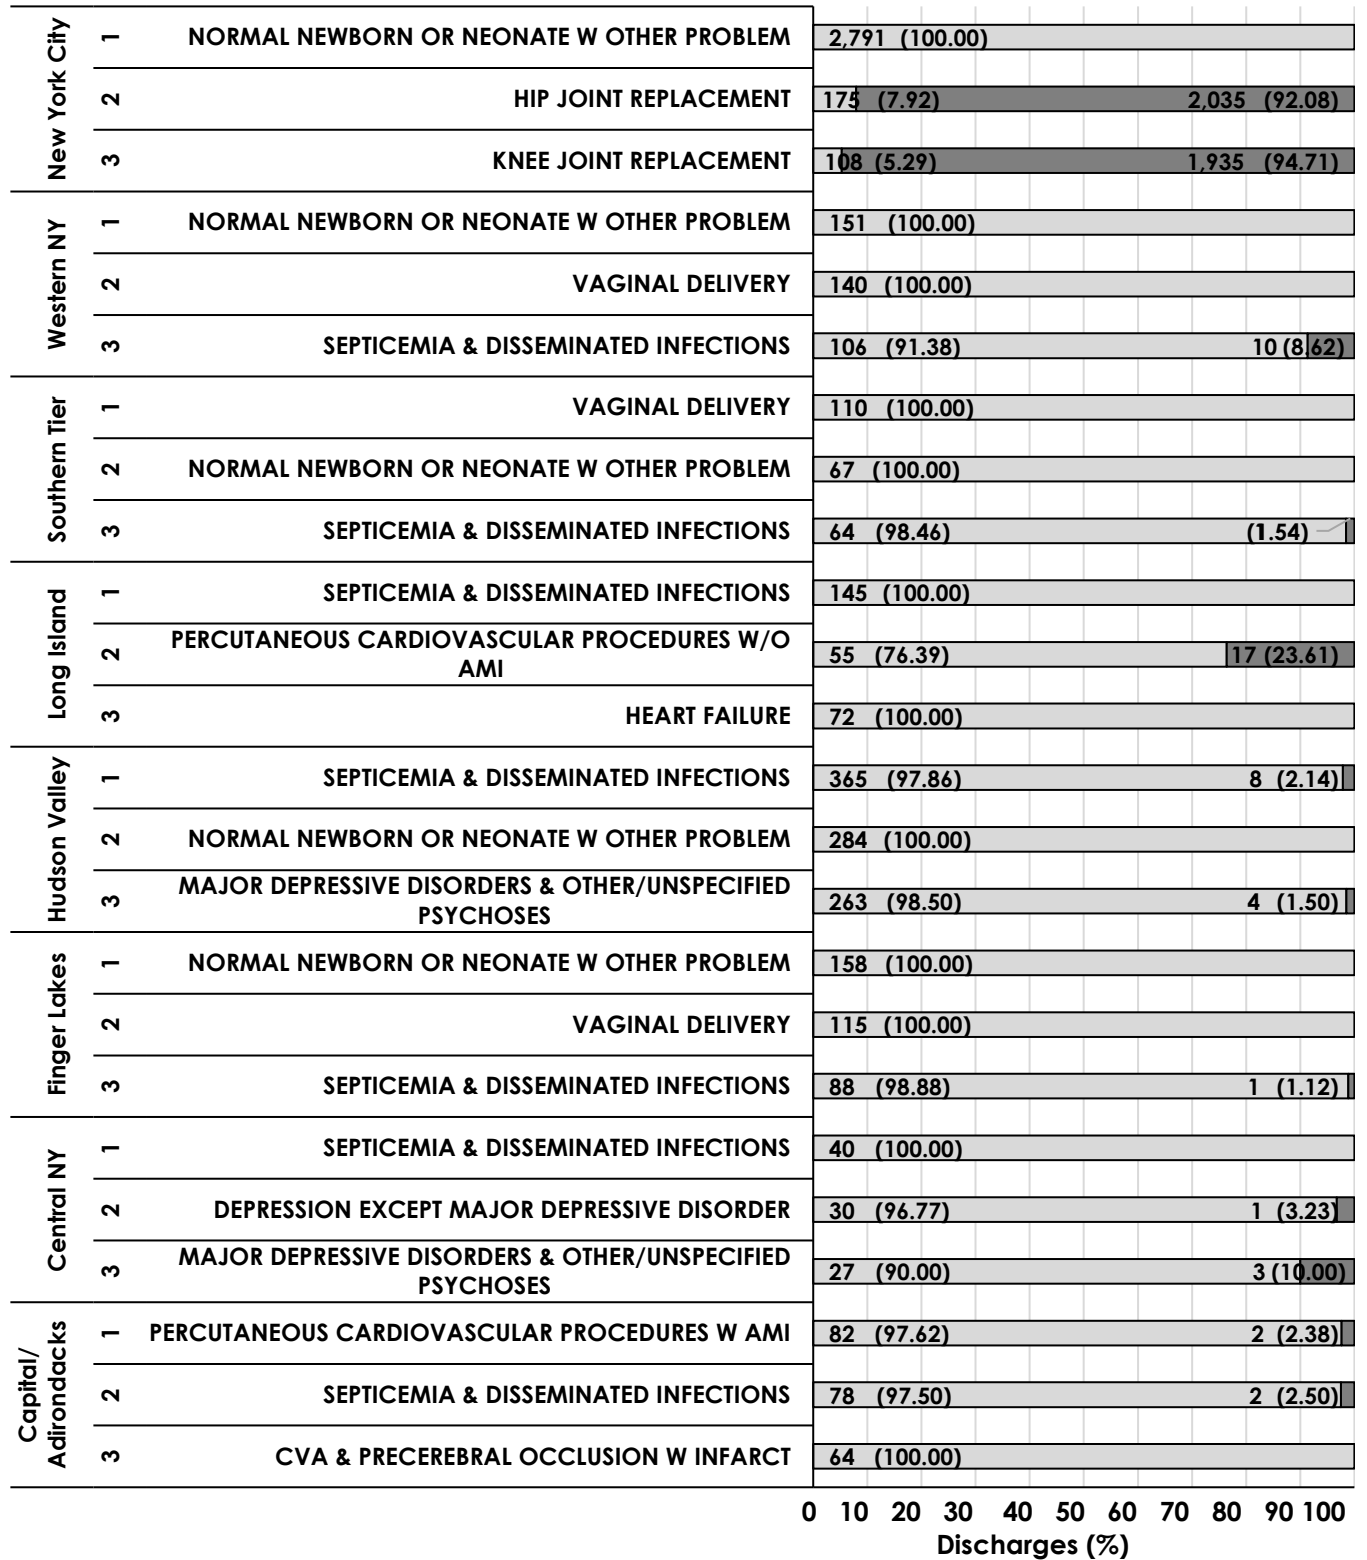 New York City
1 NORMAL NEWBORN OR NEONATE W OTHER PROBLEM 2,791 (100.00)
2 HIP JOINT REPLACEMENT 175 (7.92) 2,035 (92.08)
3 KNEE JOINT REPLACEMENT 108 (5.29) 1,935 (94.71)
Western NY
1 NORMAL NEWBORN OR NEONATE W OTHER PROBLEM 151 (100.00)
2 VAGINAL DELIVERY 140 (100.00)
3 SEPTICEMIA & DISSEMINATED INFECTIONS 106 (91.38) 10 (8.62)
Southern Tier
1 VAGINAL DELIVERY 110 (100.00)
2 NORMAL NEWBORN OR NEONATE W OTHER PROBLEM 67 (100.00)
3 SEPTICEMIA & DISSEMINATED INFECTIONS 64 (98.46) (1.54)
Long Island
1 SEPTICEMIA & DISSEMINATED INFECTIONS 145 (100.00)
2 PERCUTANEOUS CARDIOVASCULAR PROCEDURES W/O
AMI 55 (76.39) 17 (23.61)
3 HEART FAILURE 72 (100.00)
Hudson Valley
1 SEPTICEMIA & DISSEMINATED INFECTIONS 365 (97.86) 8 (2.14)
2 NORMAL NEWBORN OR NEONATE W OTHER PROBLEM 284 (100.00)
3 MAJOR DEPRESSIVE DISORDERS & OTHER/UNSPECIFIED
PSYCHOSES 263 (98.50) 4 (1.50)
Finger Lakes
1 NORMAL NEWBORN OR NEONATE W OTHER PROBLEM 158 (100.00)
2 VAGINAL DELIVERY 115 (100.00)
3 SEPTICEMIA & DISSEMINATED INFECTIONS 88 (98.88) 1 (1.12)
Central NY
1 SEPTICEMIA & DISSEMINATED INFECTIONS 40 (100.00)
2 DEPRESSION EXCEPT MAJOR DEPRESSIVE DISORDER 30 (96.77) 1 (3.23)
3 MAJOR DEPRESSIVE DISORDERS & OTHER/UNSPECIFIED
PSYCHOSES 27 (90.00) 3 (10.00)
Capital/
Adirondacks
1 PERCUTANEOUS CARDIOVASCULAR PROCEDURES W AMI 82 (97.62) 2 (2.38)
2 SEPTICEMIA & DISSEMINATED INFECTIONS 78 (97.50) 2 (2.50)
3 CVA & PRECEREBRAL OCCLUSION W INFARCT 64 (100.00)
0 10 20 30 40 50 60 70 80 90 100
Discharges (%)